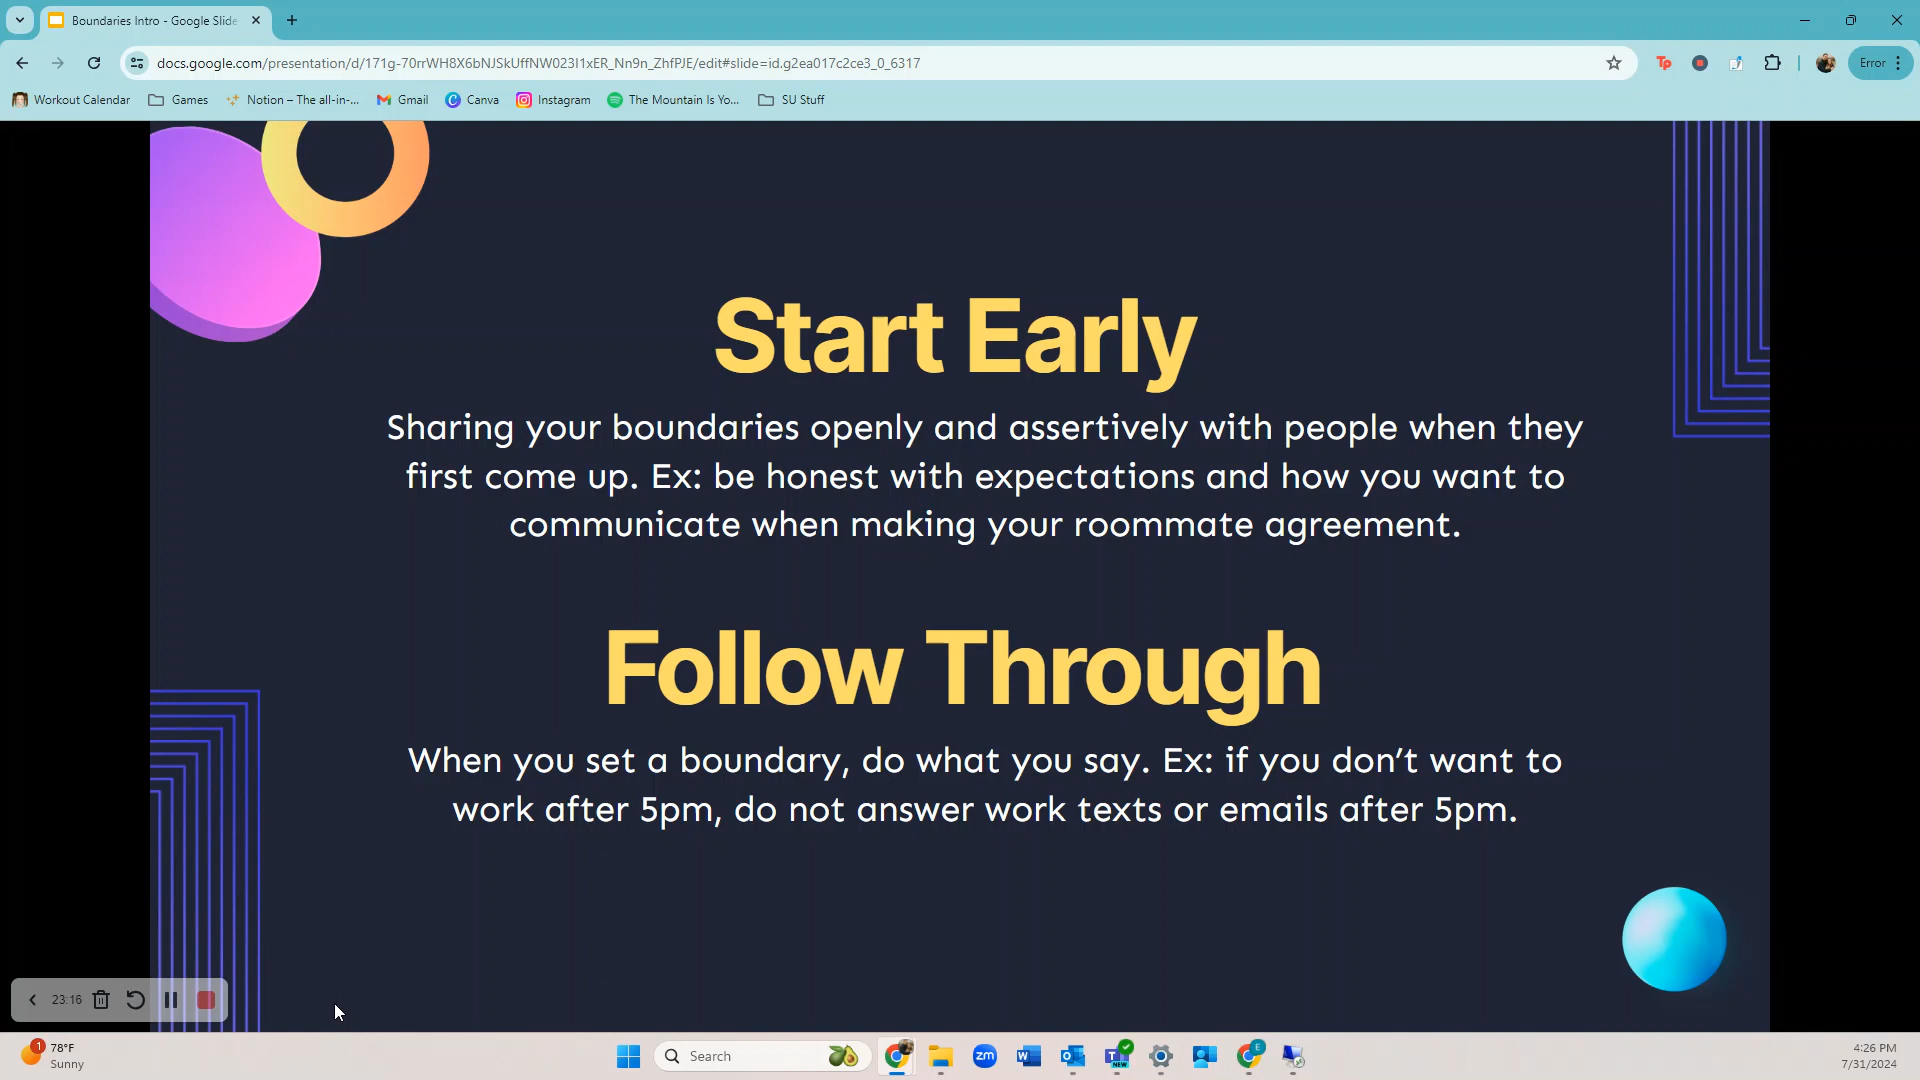 Boundaries Intro - Google Slide
docs.google.com/presentation/d/171g-70rrWH8X6bNJSkUffNW023I1xER_Nn9n_ZhfPJE/edit#slide=id.g2ea017c2ce3_0_6317
Tp
Error
Workout Calendar
Games
Notion – The all-in-...
Gmail
Canva
Instagram
The Mountain Is Yo...
SU Stuff
Start Early
Sharing your boundaries openly and assertively with people when they
first come up. Ex: be honest with expectations and how you want to
communicate when making your roommate agreement.
Follow Through
When you set a boundary, do what you say. Ex: if you don’t want to
work after 5pm, do not answer work texts or emails after 5pm.
23:16
1
78°F
Sunny
Search
zm
W
T
NEW
E
4:26 PM
7/31/2024